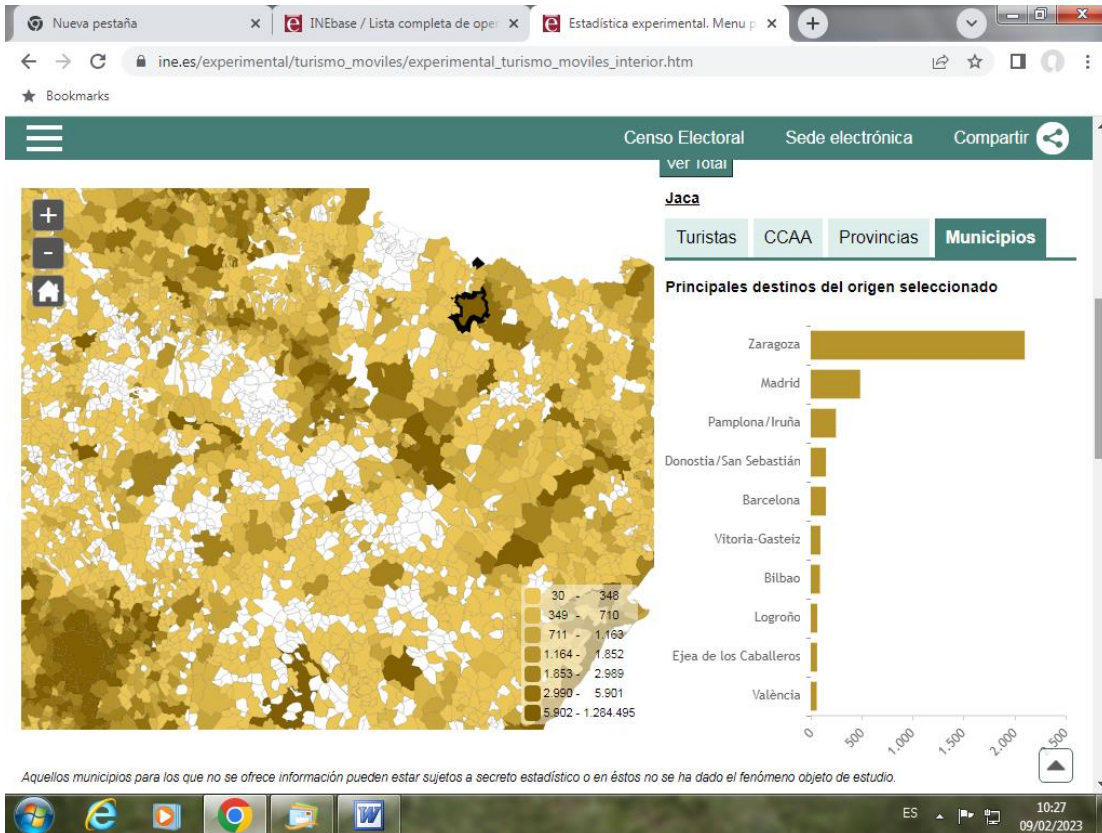 Nueva pestaña
INEbase / Lista completa de oper
Estadística experimental. Menu p
ine.es/experimental/turismo_moviles/experimental_turismo_moviles_interior.htm
Bookmarks
Censo Electoral
Sede electrónica
Compartir
Ver Total
Jaca
Turistas
CCAA
Provincias
Municipios
Principales destinos del origen seleccionado
Zaragoza
Madrid
Pamplona/Iruña
Donostia/San Sebastián
Barcelona
Vitoria-Gasteiz
Bilbao
Logroño
Ejea de los Caballeros
València
0
500
1.000
1.500
2.000
+
-
30 - 348
349 - 710
711 - 1.163
1.164 - 1.852
1.853 - 2.989
2.990 - 5.901
5.902 - 1.284.495
Aquellos municipios para los que no se ofrece información pueden estar sujetos a secreto estadístico o en éstos no se ha dado el fenómeno objeto de estudio.
ES
10:27
09/02/2023